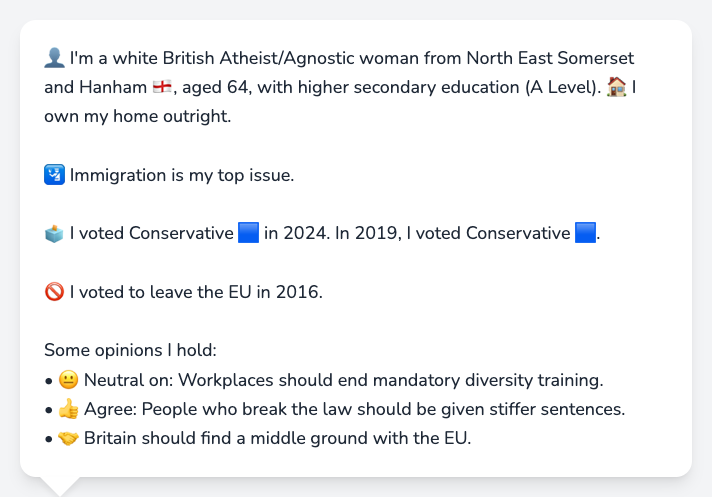 👤 I'm a white British Atheist/Agnostic woman from North East Somerset
and Hanham 🏴󠁧󠁢󠁥󠁮󠁧󠁿, aged 64, with higher secondary education (A Level). 🏠 I
own my home outright.
🛂 Immigration is my top issue.
🗳️ I voted Conservative 🟦 in 2024. In 2019, I voted Conservative 🟦.
🚫 I voted to leave the EU in 2016.
Some opinions I hold:
• 😐 Neutral on: Workplaces should end mandatory diversity training.
• 👍 Agree: People who break the law should be given stiffer sentences.
• 🤝 Britain should find a middle ground with the EU.